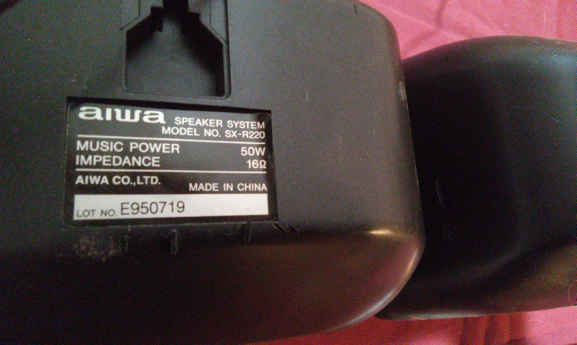 aiwa SPEAKER SYSTEM
MODEL NO. SX-R220
MUSIC POWER 50W
IMPEDANCE 16Ω
AIWA CO.,LTD. MADE IN CHINA
LOT NO. E950719